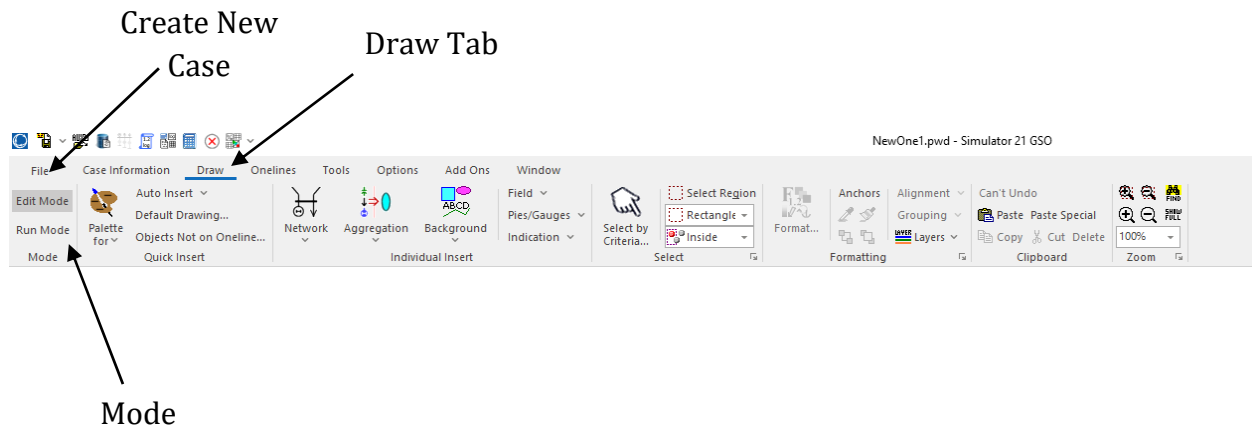 Create New
Case
Draw Tab
NewOne1.pwd - Simulator 21 GSO
File Case Information Draw Onelines Tools Options Add Ons Window
Edit Mode
Run Mode
Mode
Palette
for
Auto Insert
Default Drawing...
Objects Not on Oneline...
Quick Insert
Network
Aggregation
ABCD
Background
Field
Pies/Gauges
Indication
Individual Insert
Select by
Criteria...
Select Region
Rectangle
Inside
Select
Format...
Anchors
Alignment
Grouping
LAYER Layers
Formatting
Can't Undo
Paste Paste Special
Copy Cut Delete
Clipboard
FIND
SHOW
FULL
100%
Zoom
Mode